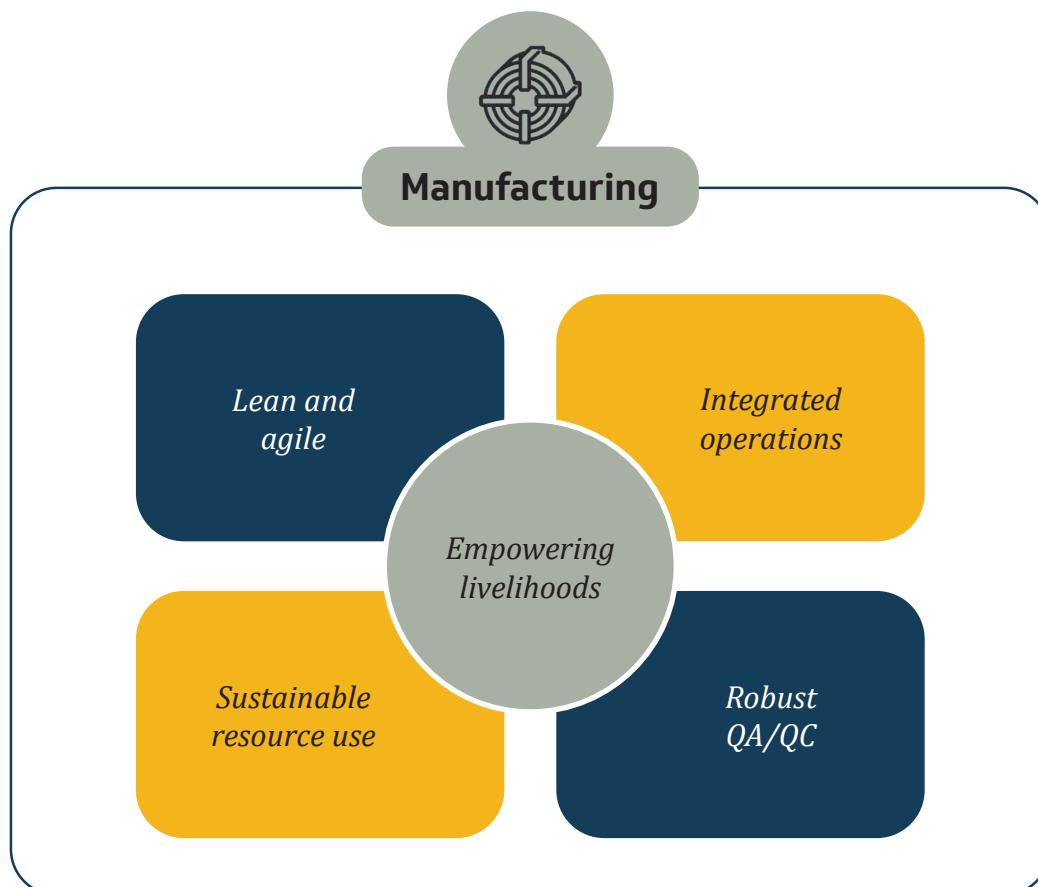 Manufacturing
Lean and
agile
Integrated
operations
Empowering
livelihoods
Sustainable
resource use
Robust
QA/QC